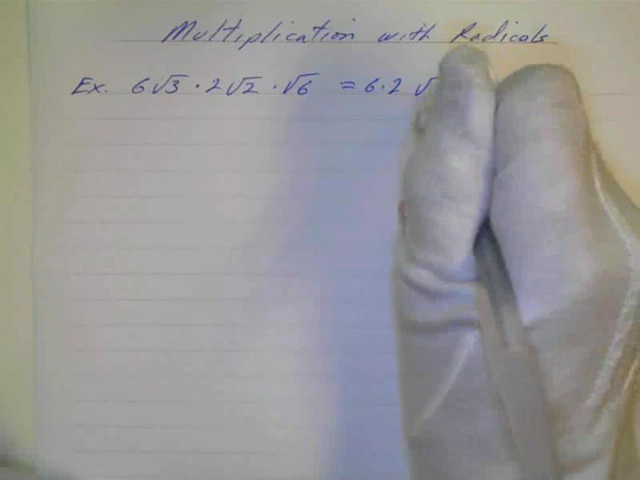 Multiplication with Radicals
Ex. 6√3 · 2√2 · √6 = 6·2 √